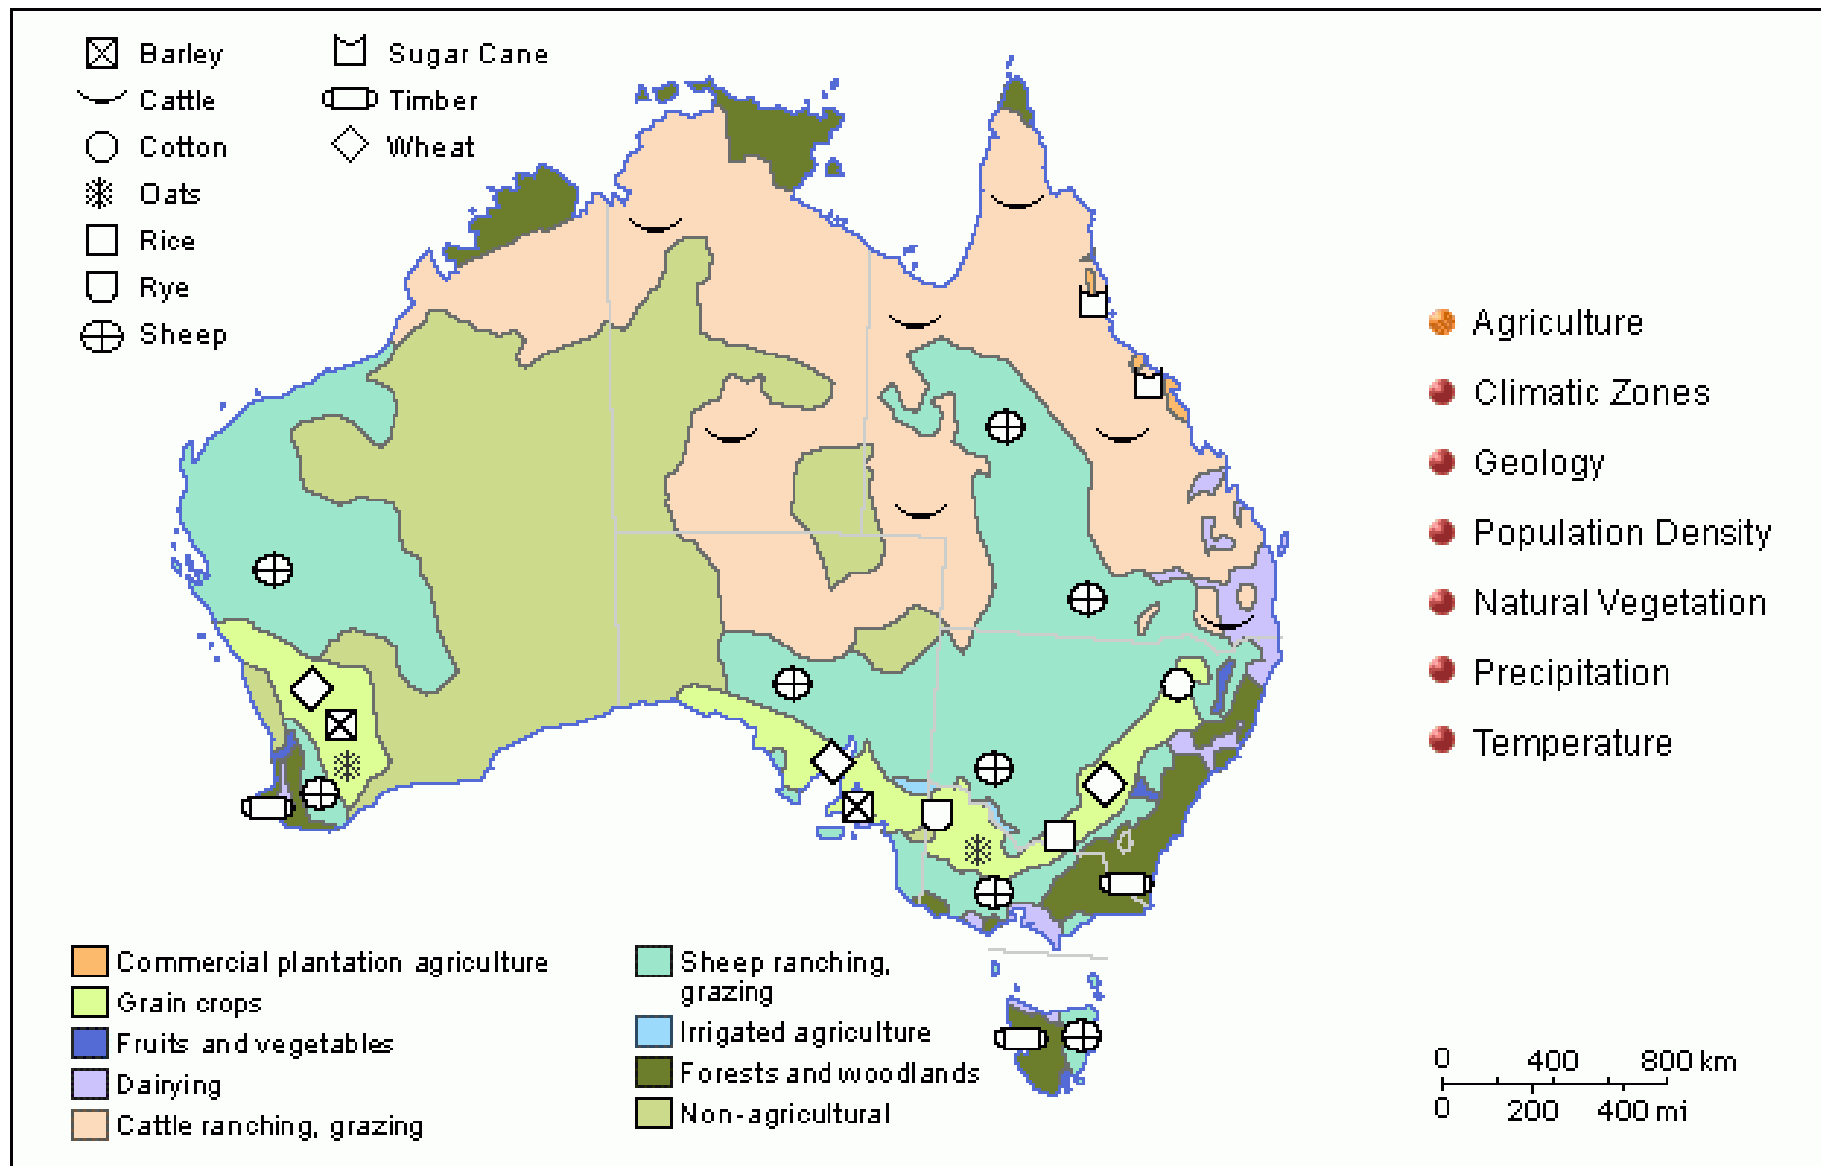 Barley
Cattle
Cotton
Oats
Rice
Rye
Sheep
Sugar Cane
Timber
Wheat
Agriculture
Climatic Zones
Geology
Population Density
Natural Vegetation
Precipitation
Temperature
Commercial plantation agriculture
Grain crops
Fruits and vegetables
Dairying
Cattle ranching, grazing
Sheep ranching,
grazing
Irrigated agriculture
Forests and woodlands
Non-agricultural
0 400 800 km
0 200 400 mi